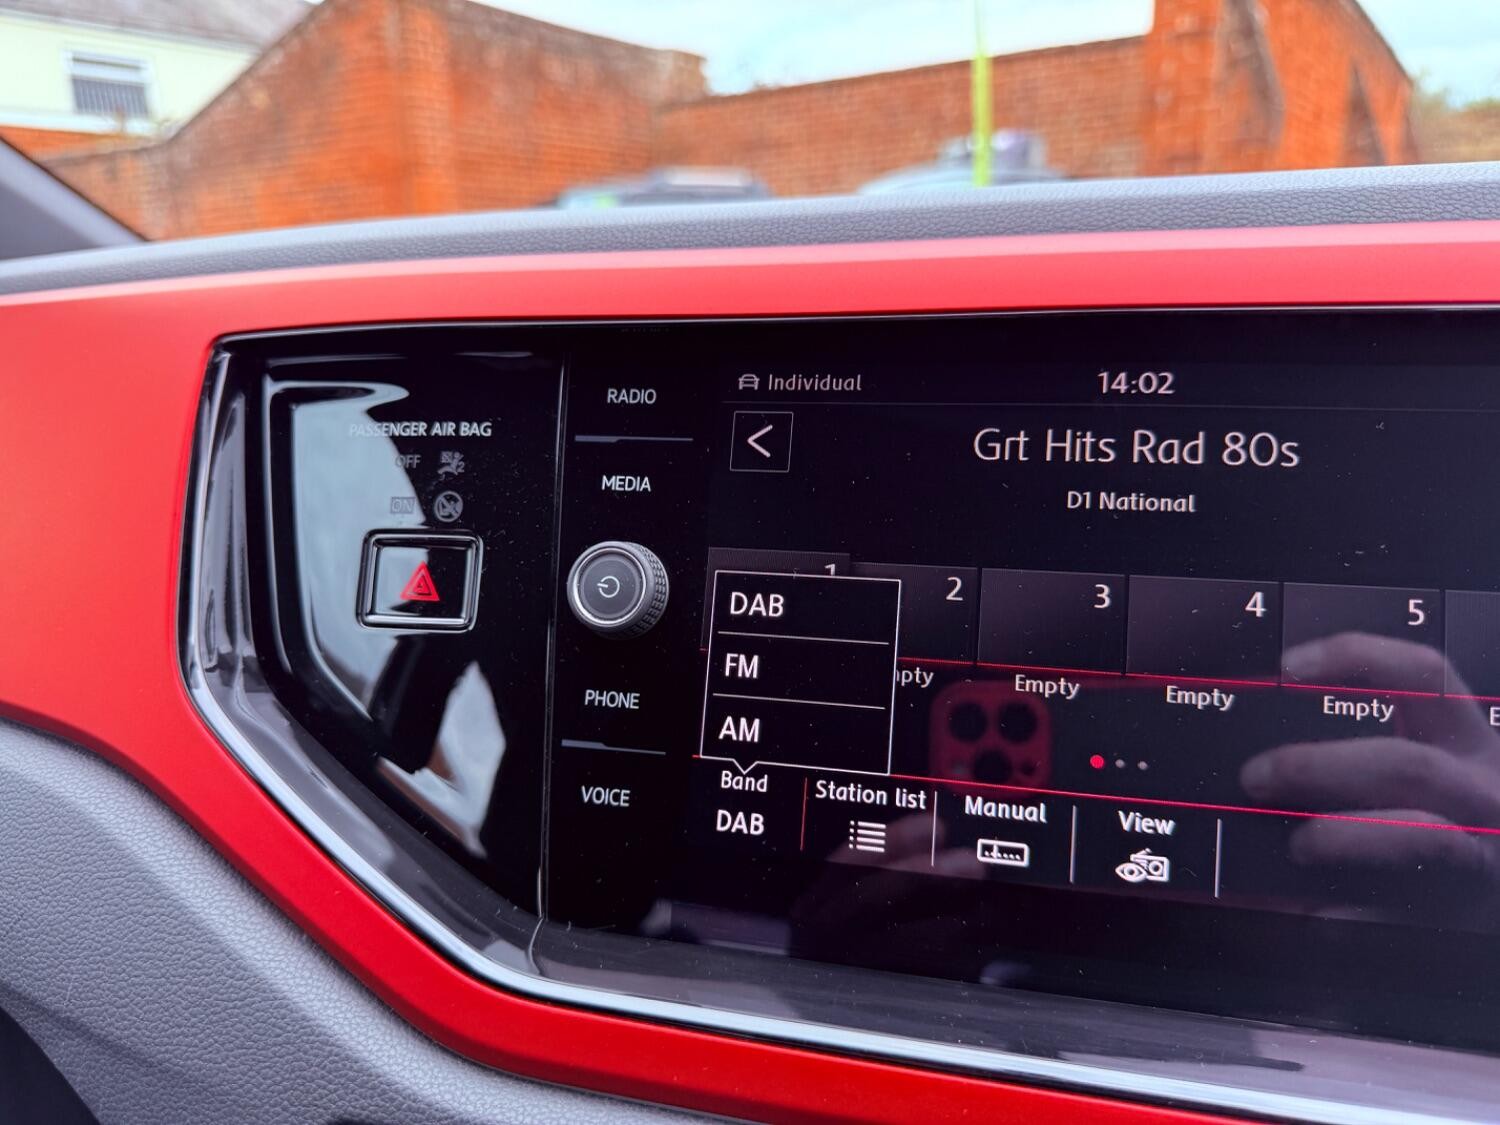 RADIO
MEDIA
PHONE
VOICE
PASSENGER AIR BAG
OFF
ON
Individual
14:02
Grt Hits Rad 80s
D1 National
1
2
3
4
5
Empty
Empty
Empty
DAB
FM
AM
Band
DAB
Station list
Manual
View